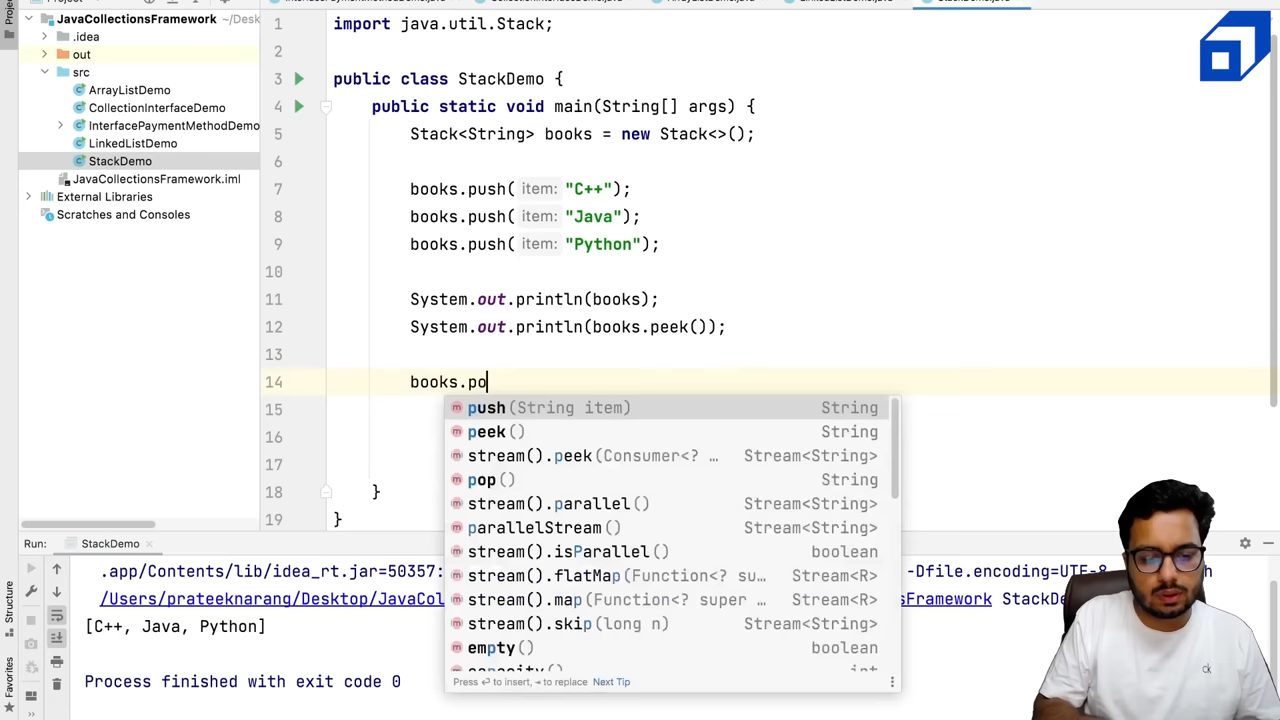 JavaCollectionsFramework ~/Desk
.idea
out
src
ArrayListDemo
CollectionInterfaceDemo
InterfacePaymentMethodDemo
LinkedListDemo
StackDemo
JavaCollectionsFramework.iml
External Libraries
Scratches and Consoles
1 import java.util.Stack;
2
3 public class StackDemo {
4 public static void main(String[] args) {
5 Stack<String> books = new Stack<>();
6
7 books.push( item: "C++");
8 books.push( item: "Java");
9 books.push( item: "Python");
10
11 System.out.println(books);
12 System.out.println(books.peek());
13
14 books.po
15
16
17
18 }
19 }
push(String item) String
peek() String
stream().peek(Consumer<? … Stream<String>
pop() String
stream().parallel() Stream<String>
parallelStream() Stream<String>
stream().isParallel() boolean
stream().flatMap(Function<? su… Stream<R>
stream().map(Function<? super … Stream<R>
stream().skip(long n) Stream<String>
empty() boolean
capacity() int
Press ↵ to insert, ⇥ to replace Next Tip
Run: StackDemo
.app/Contents/lib/idea_rt.jar=50357: -Dfile.encoding=UTF-8
/Users/prateeknarang/Desktop/JavaCol sFramework StackDe
[C++, Java, Python]
Process finished with exit code 0
Project
Structure
Favorites
ck